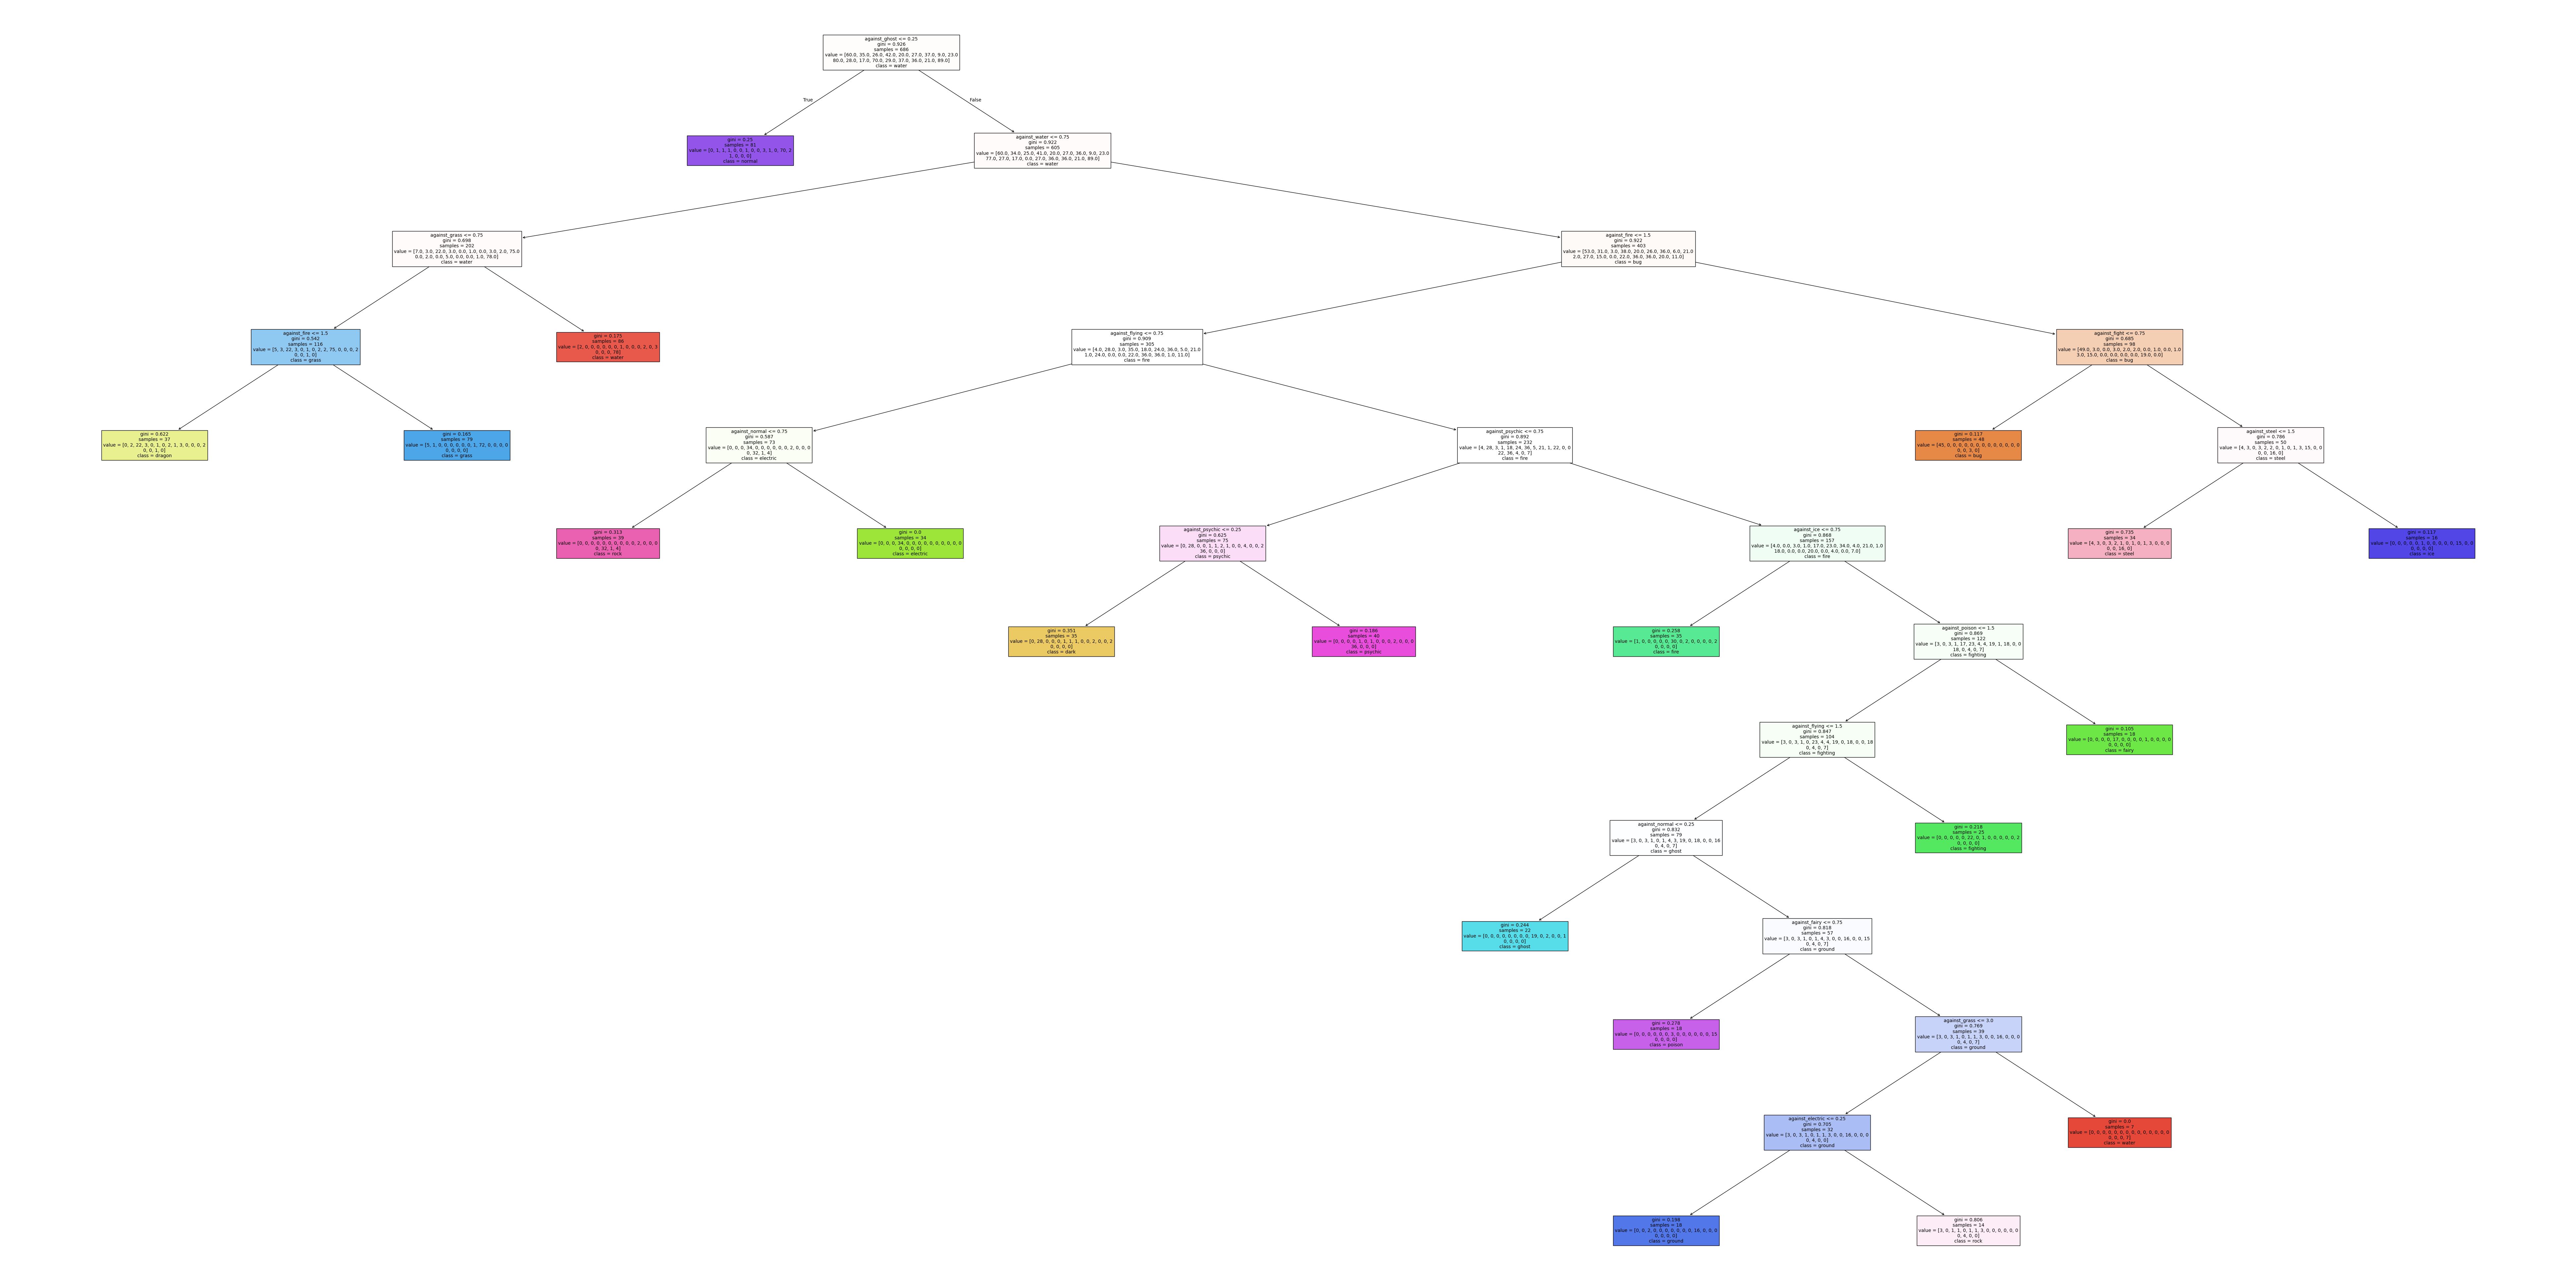 against_ghost <= 0.25
gini = 0.926
samples = 686
value = [60.0, 35.0, 26.0, 42.0, 20.0, 27.0, 37.0, 9.0, 23.0
80.0, 28.0, 17.0, 70.0, 29.0, 37.0, 36.0, 21.0, 89.0]
class = water
True
False
gini = 0.25
samples = 81
value = [0, 1, 1, 1, 0, 0, 1, 0, 0, 3, 1, 0, 70, 2
1, 0, 0, 0]
class = normal
against_water <= 0.75
gini = 0.922
samples = 605
value = [60.0, 34.0, 25.0, 41.0, 20.0, 27.0, 36.0, 9.0, 23.0
77.0, 27.0, 17.0, 0.0, 27.0, 36.0, 36.0, 21.0, 89.0]
class = water
against_grass <= 0.75
gini = 0.698
samples = 202
value = [7.0, 3.0, 22.0, 3.0, 0.0, 1.0, 0.0, 3.0, 2.0, 75.0
0.0, 2.0, 0.0, 5.0, 0.0, 0.0, 1.0, 78.0]
class = water
against_fire <= 1.5
gini = 0.922
samples = 403
value = [53.0, 31.0, 3.0, 38.0, 20.0, 26.0, 36.0, 6.0, 21.0
2.0, 27.0, 15.0, 0.0, 22.0, 36.0, 36.0, 20.0, 11.0]
class = bug
against_fire <= 1.5
gini = 0.542
samples = 116
value = [5, 3, 22, 3, 0, 1, 0, 2, 2, 75, 0, 0, 0, 2
0, 0, 1, 0]
class = grass
gini = 0.175
samples = 86
value = [2, 0, 0, 0, 0, 0, 0, 1, 0, 0, 0, 2, 0, 3
0, 0, 0, 78]
class = water
against_flying <= 0.75
gini = 0.909
samples = 305
value = [4.0, 28.0, 3.0, 35.0, 18.0, 24.0, 36.0, 5.0, 21.0
1.0, 24.0, 0.0, 0.0, 22.0, 36.0, 36.0, 1.0, 11.0]
class = fire
against_fight <= 0.75
gini = 0.685
samples = 98
value = [49.0, 3.0, 0.0, 3.0, 2.0, 2.0, 0.0, 1.0, 0.0, 1.0
3.0, 15.0, 0.0, 0.0, 0.0, 0.0, 19.0, 0.0]
class = bug
gini = 0.622
samples = 37
value = [0, 2, 22, 3, 0, 1, 0, 2, 1, 3, 0, 0, 0, 2
0, 0, 1, 0]
class = dragon
gini = 0.165
samples = 79
value = [5, 1, 0, 0, 0, 0, 0, 0, 1, 72, 0, 0, 0, 0
0, 0, 0, 0]
class = grass
against_normal <= 0.75
gini = 0.587
samples = 73
value = [0, 0, 0, 34, 0, 0, 0, 0, 0, 0, 2, 0, 0, 0
0, 32, 1, 4]
class = electric
against_psychic <= 0.75
gini = 0.892
samples = 232
value = [4, 28, 3, 1, 18, 24, 36, 5, 21, 1, 22, 0, 0
22, 36, 4, 0, 7]
class = fire
gini = 0.117
samples = 48
value = [45, 0, 0, 0, 0, 0, 0, 0, 0, 0, 0, 0, 0, 0
0, 0, 3, 0]
class = bug
against_steel <= 1.5
gini = 0.786
samples = 50
value = [4, 3, 0, 3, 2, 2, 0, 1, 0, 1, 3, 15, 0, 0
0, 0, 16, 0]
class = steel
gini = 0.313
samples = 39
value = [0, 0, 0, 0, 0, 0, 0, 0, 0, 0, 2, 0, 0, 0
0, 32, 1, 4]
class = rock
gini = 0.0
samples = 34
value = [0, 0, 0, 34, 0, 0, 0, 0, 0, 0, 0, 0, 0, 0
0, 0, 0, 0]
class = electric
against_psychic <= 0.25
gini = 0.625
samples = 75
value = [0, 28, 0, 0, 1, 1, 2, 1, 0, 0, 4, 0, 0, 2
36, 0, 0, 0]
class = psychic
against_ice <= 0.75
gini = 0.868
samples = 157
value = [4.0, 0.0, 3.0, 1.0, 17.0, 23.0, 34.0, 4.0, 21.0, 1.0
18.0, 0.0, 0.0, 20.0, 0.0, 4.0, 0.0, 7.0]
class = fire
gini = 0.735
samples = 34
value = [4, 3, 0, 3, 2, 1, 0, 1, 0, 1, 3, 0, 0, 0
0, 0, 16, 0]
class = steel
gini = 0.117
samples = 16
value = [0, 0, 0, 0, 0, 1, 0, 0, 0, 0, 0, 15, 0, 0
0, 0, 0, 0]
class = ice
gini = 0.351
samples = 35
value = [0, 28, 0, 0, 0, 1, 1, 1, 0, 0, 2, 0, 0, 2
0, 0, 0, 0]
class = dark
gini = 0.186
samples = 40
value = [0, 0, 0, 0, 1, 0, 1, 0, 0, 0, 2, 0, 0, 0
36, 0, 0, 0]
class = psychic
gini = 0.258
samples = 35
value = [1, 0, 0, 0, 0, 0, 30, 0, 2, 0, 0, 0, 0, 2
0, 0, 0, 0]
class = fire
against_poison <= 1.5
gini = 0.869
samples = 122
value = [3, 0, 3, 1, 17, 23, 4, 4, 19, 1, 18, 0, 0
18, 0, 4, 0, 7]
class = fighting
against_flying <= 1.5
gini = 0.847
samples = 104
value = [3, 0, 3, 1, 0, 23, 4, 4, 19, 0, 18, 0, 0, 18
0, 4, 0, 7]
class = fighting
gini = 0.105
samples = 18
value = [0, 0, 0, 0, 17, 0, 0, 0, 0, 1, 0, 0, 0, 0
0, 0, 0, 0]
class = fairy
against_normal <= 0.25
gini = 0.832
samples = 79
value = [3, 0, 3, 1, 0, 1, 4, 3, 19, 0, 18, 0, 0, 16
0, 4, 0, 7]
class = ghost
gini = 0.218
samples = 25
value = [0, 0, 0, 0, 0, 22, 0, 1, 0, 0, 0, 0, 0, 2
0, 0, 0, 0]
class = fighting
gini = 0.244
samples = 22
value = [0, 0, 0, 0, 0, 0, 0, 0, 19, 0, 2, 0, 0, 1
0, 0, 0, 0]
class = ghost
against_fairy <= 0.75
gini = 0.818
samples = 57
value = [3, 0, 3, 1, 0, 1, 4, 3, 0, 0, 16, 0, 0, 15
0, 4, 0, 7]
class = ground
gini = 0.278
samples = 18
value = [0, 0, 0, 0, 0, 0, 3, 0, 0, 0, 0, 0, 0, 15
0, 0, 0, 0]
class = poison
against_grass <= 3.0
gini = 0.769
samples = 39
value = [3, 0, 3, 1, 0, 1, 1, 3, 0, 0, 16, 0, 0, 0
0, 4, 0, 7]
class = ground
against_electric <= 0.25
gini = 0.705
samples = 32
value = [3, 0, 3, 1, 0, 1, 1, 3, 0, 0, 16, 0, 0, 0
0, 4, 0, 0]
class = ground
gini = 0.0
samples = 7
value = [0, 0, 0, 0, 0, 0, 0, 0, 0, 0, 0, 0, 0, 0
0, 0, 0, 7]
class = water
gini = 0.198
samples = 18
value = [0, 0, 2, 0, 0, 0, 0, 0, 0, 0, 16, 0, 0, 0
0, 0, 0, 0]
class = ground
gini = 0.806
samples = 14
value = [3, 0, 1, 1, 0, 1, 1, 3, 0, 0, 0, 0, 0, 0
0, 4, 0, 0]
class = rock